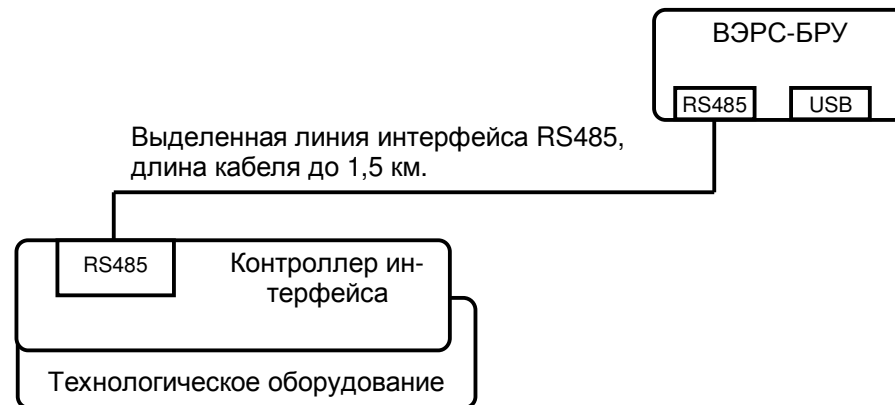 ВЭРС-БРУ
RS485
USB
Выделенная линия интерфейса RS485,
длина кабеля до 1,5 км.
RS485
Контроллер ин-
терфейса
Технологическое оборудование